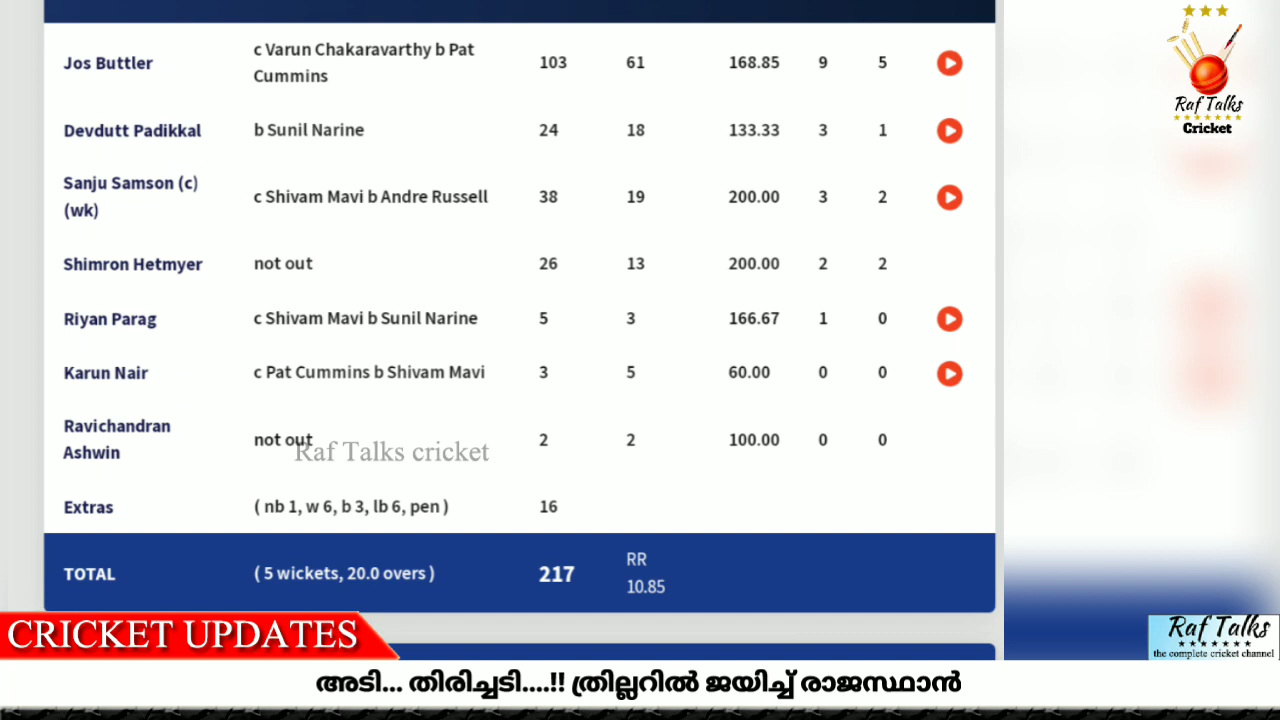 Jos Buttler c Varun Chakaravarthy b Pat Cummins 103 61 168.85 9 5
Devdutt Padikkal b Sunil Narine 24 18 133.33 3 1
Sanju Samson (c) (wk) c Shivam Mavi b Andre Russell 38 19 200.00 3 2
Shimron Hetmyer not out 26 13 200.00 2 2
Riyan Parag c Shivam Mavi b Sunil Narine 5 3 166.67 1 0
Karun Nair c Pat Cummins b Shivam Mavi 3 5 60.00 0 0
Ravichandran Ashwin not out 2 2 100.00 0 0
Raf Talks cricket
Extras ( nb 1, w 6, b 3, lb 6, pen ) 16
TOTAL ( 5 wickets, 20.0 overs ) 217 RR 10.85
Raf Talks
Cricket
CRICKET UPDATES
Raf Talks
the complete cricket channel
അടി... തിരിച്ചടി....!! ത്രില്ലറിൽ ജയിച്ച് രാജസ്ഥാൻ